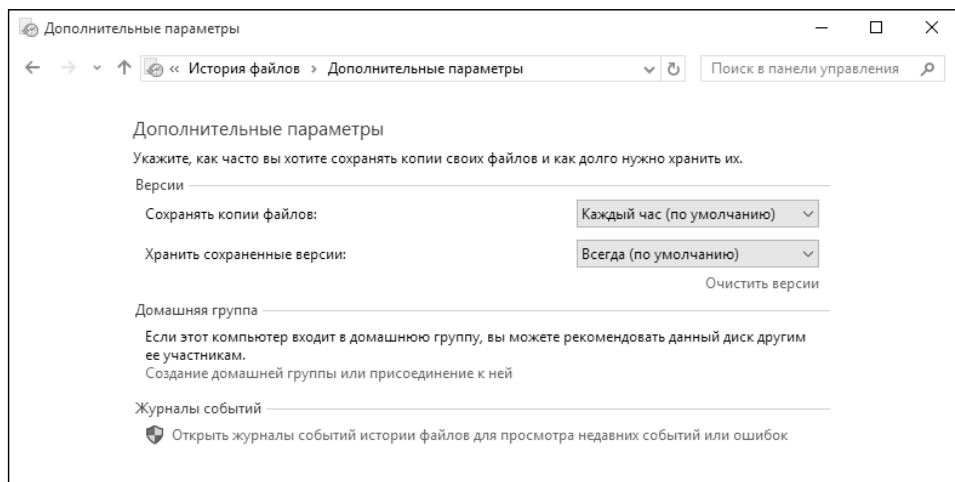 Дополнительные параметры
« История файлов › Дополнительные параметры
Поиск в панели управления
Дополнительные параметры
Укажите, как часто вы хотите сохранять копии своих файлов и как долго нужно хранить их.
Версии
Сохранять копии файлов:
Каждый час (по умолчанию)
Хранить сохраненные версии:
Всегда (по умолчанию)
Очистить версии
Домашняя группа
Если этот компьютер входит в домашнюю группу, вы можете рекомендовать данный диск другим
ее участникам.
Создание домашней группы или присоединение к ней
Журналы событий
Открыть журналы событий истории файлов для просмотра недавних событий или ошибок